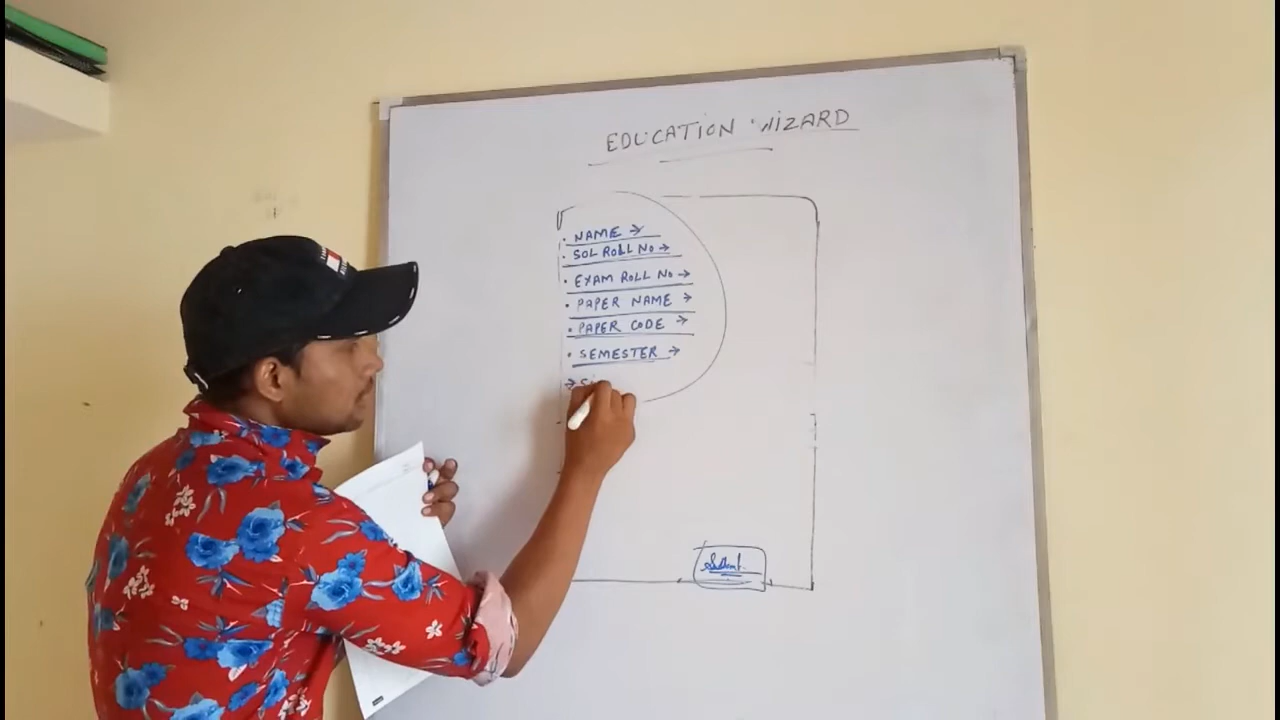 EDUCATION WIZARD
• NAME →
• SOL ROLL NO →
• EXAM ROLL NO →
• PAPER NAME →
• PAPER CODE →
• SEMESTER →